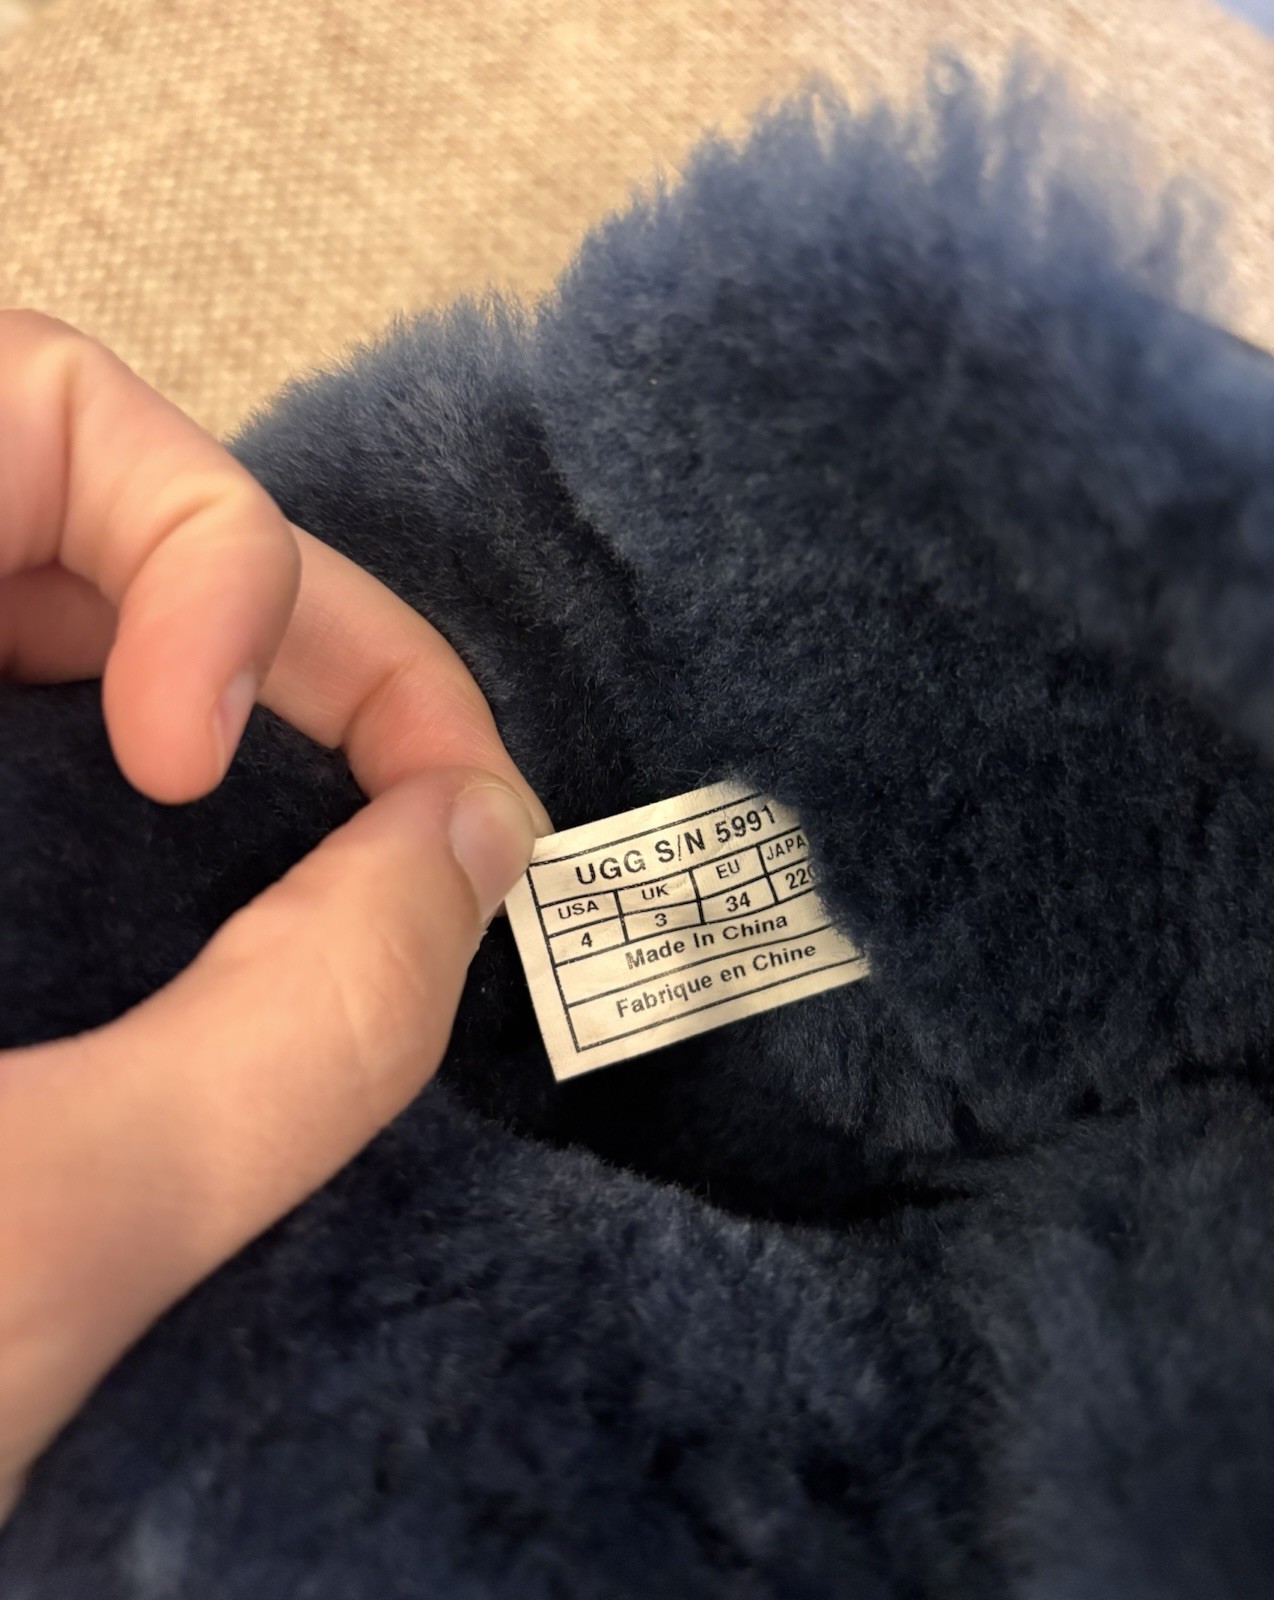 UGG S/N 5991
USA UK EU JAPA
4 3 34 220
Made In China
Fabrique en Chine